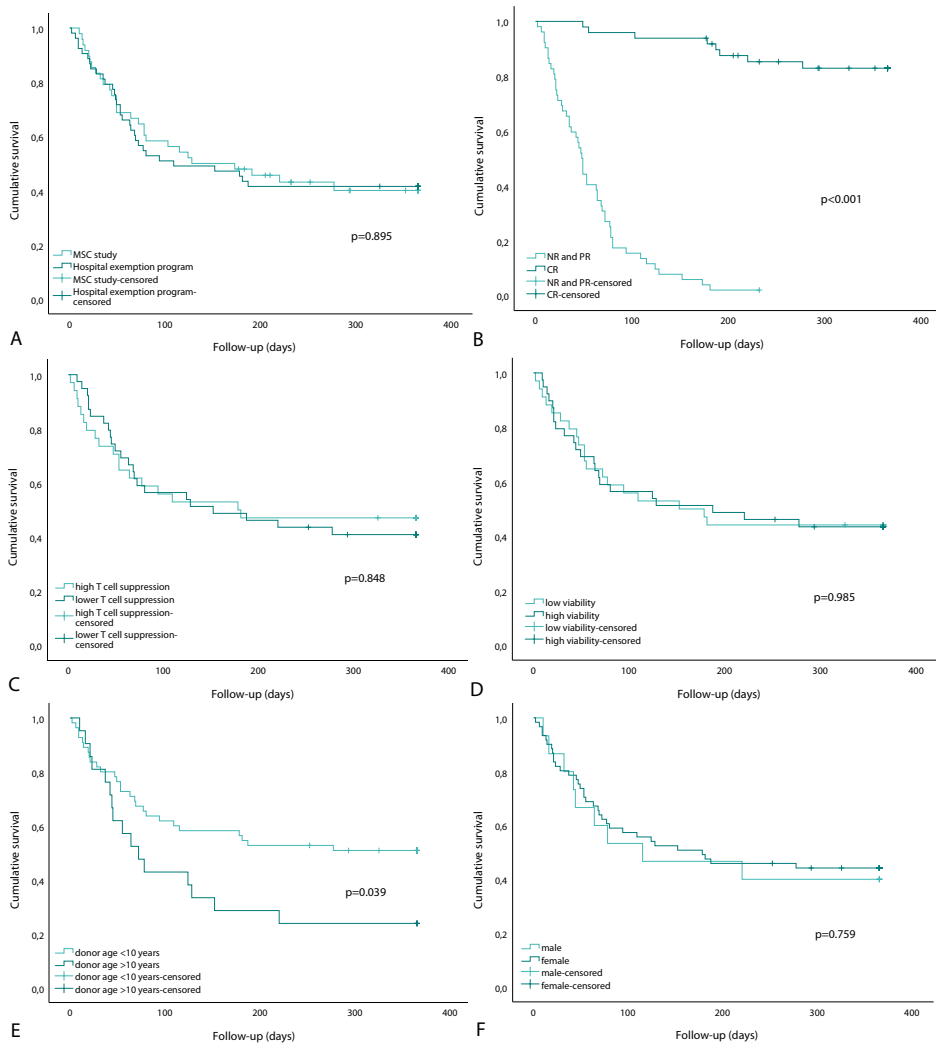 1,0
0,8
0,6
0,4
0,2
0,0
Cumulative survival
p=0.895
MSC study
Hospital exemption program
MSC study-censored
Hospital exemption program-
censored
0
100
200
300
400
Follow-up (days)
A
1,0
0,8
0,6
0,4
0,2
0,0
Cumulative survival
p<0.001
NR and PR
CR
NR and PR-censored
CR-censored
0
100
200
300
400
Follow-up (days)
B
1,0
0,8
0,6
0,4
0,2
0,0
Cumulative survival
p=0.848
high T cell suppression
lower T cell suppression
high T cell suppression-
censored
lower T cell suppression-
censored
0
100
200
300
400
Follow-up (days)
C
1,0
0,8
0,6
0,4
0,2
0,0
Cumulative survival
p=0.985
low viability
high viability
low viability-censored
high viability-censored
0
100
200
300
400
Follow-up (days)
D
1,0
0,8
0,6
0,4
0,2
0,0
Cumulative survival
p=0.039
donor age <10 years
donor age >10 years
donor age <10 years-censored
donor age >10 years-censored
0
100
200
300
400
Follow-up (days)
E
1,0
0,8
0,6
0,4
0,2
0,0
Cumulative survival
p=0.759
male
female
male-censored
female-censored
0
100
200
300
400
Follow-up (days)
F